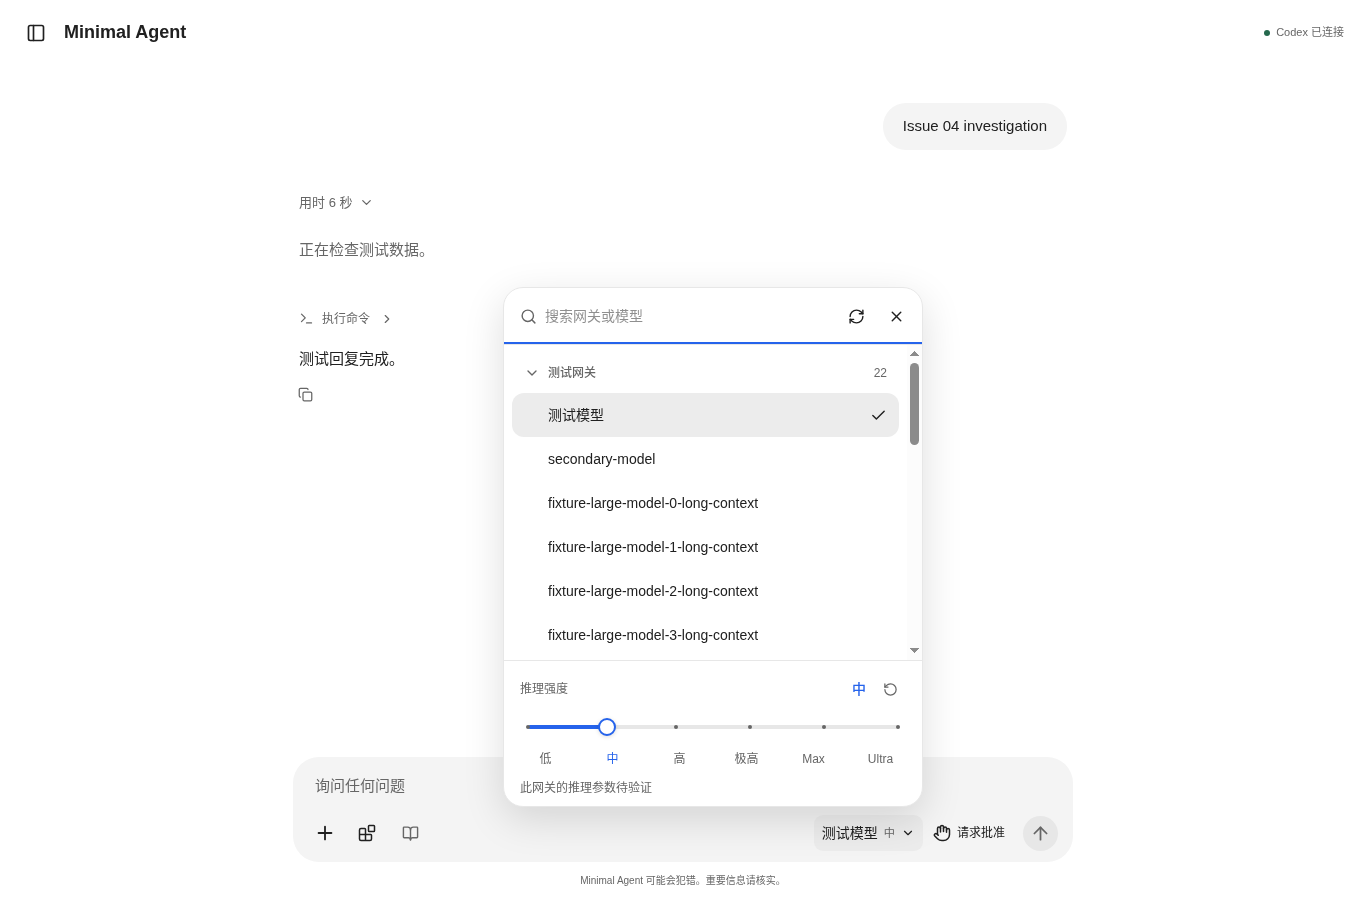 Minimal Agent
Codex 已连接
Issue 04 investigation
用时 6 秒
正在检查测试数据。
执行命令
测试回复完成。
搜索网关或模型
测试网关 22
测试模型
secondary-model
fixture-large-model-0-long-context
fixture-large-model-1-long-context
fixture-large-model-2-long-context
fixture-large-model-3-long-context
推理强度 中
低 中 高 极高 Max Ultra
此网关的推理参数待验证
询问任何问题
测试模型 中 请求批准
Minimal Agent 可能会犯错。重要信息请核实。